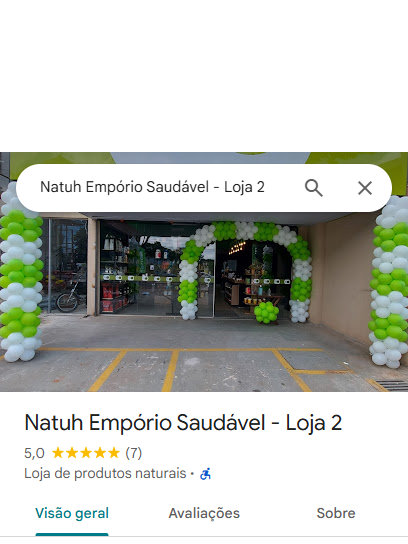 Natuh Empório Saudável - Loja 2
Natuh Empório Saudável - Loja 2
5,0 (7)
Loja de produtos naturais ·
Visão geral
Avaliações
Sobre